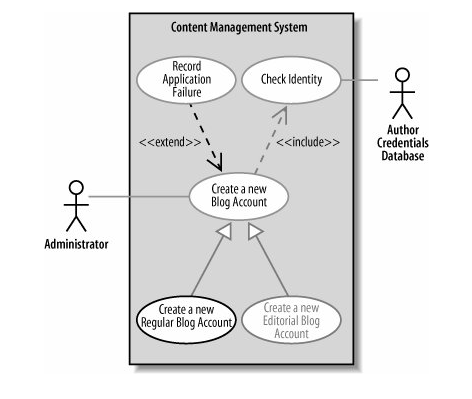 Content Management System
Record
Application
Failure
Check Identity
Author
Credentials
Database
<<extend>>
<<include>>
Create a new
Blog Account
Administrator
Create a new
Regular Blog Account
Create a new
Editorial Blog
Account